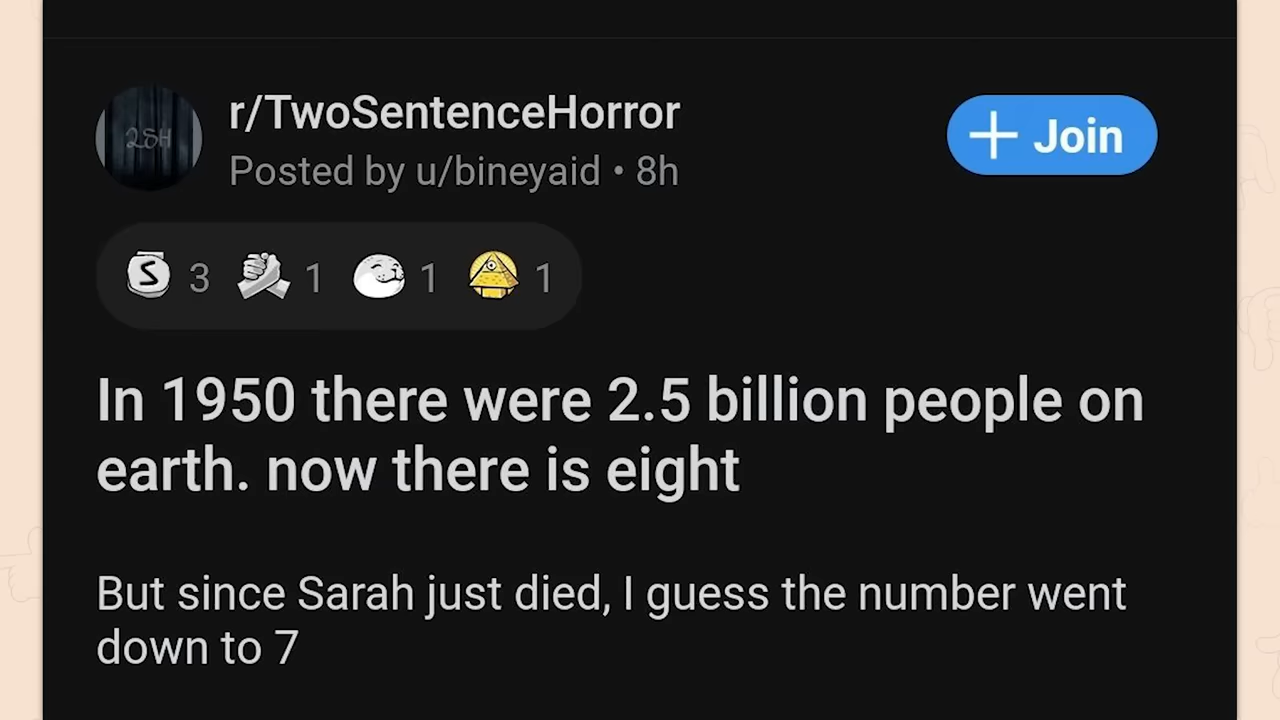 2SH
r/TwoSentenceHorror
Posted by u/bineyaid • 8h
+ Join
S 3 1 1 1
In 1950 there were 2.5 billion people on
earth. now there is eight
But since Sarah just died, I guess the number went
down to 7